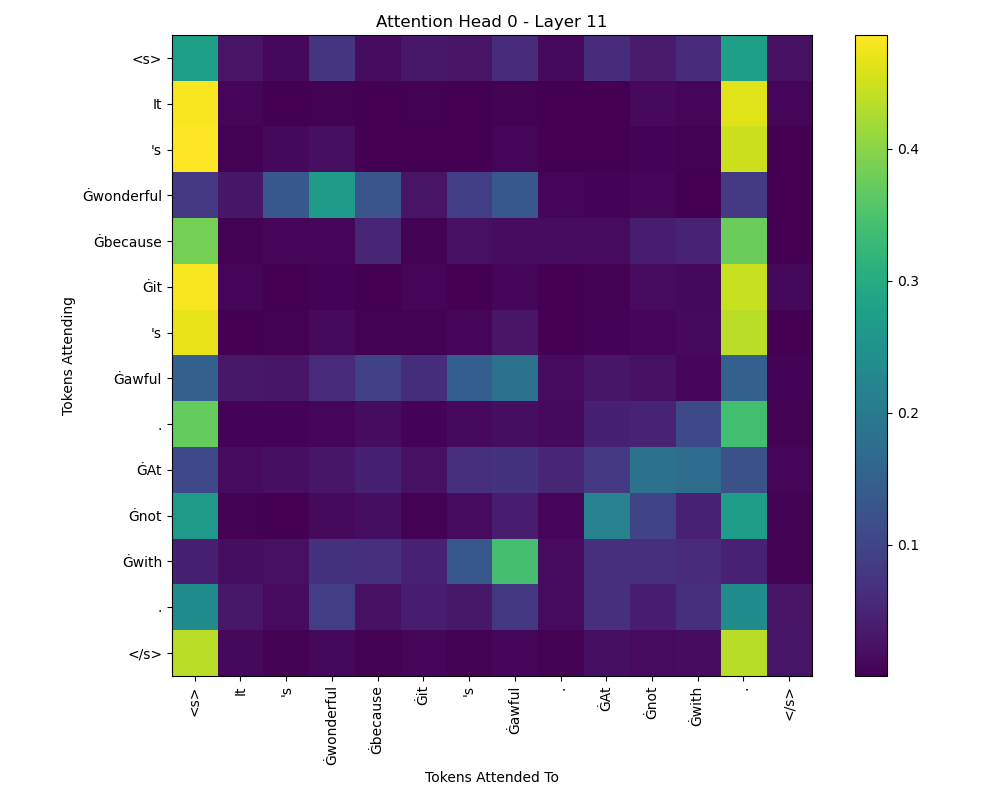 Attention Head 0 - Layer 11
<s>
It
's
Ġwonderful
Ġbecause
Ġit
's
Ġawful
.
ĠAt
Ġnot
Ġwith
.
</s>
Tokens Attending
<s>
It
's
Ġwonderful
Ġbecause
Ġit
's
Ġawful
.
ĠAt
Ġnot
Ġwith
.
</s>
Tokens Attended To
0.4
0.3
0.2
0.1